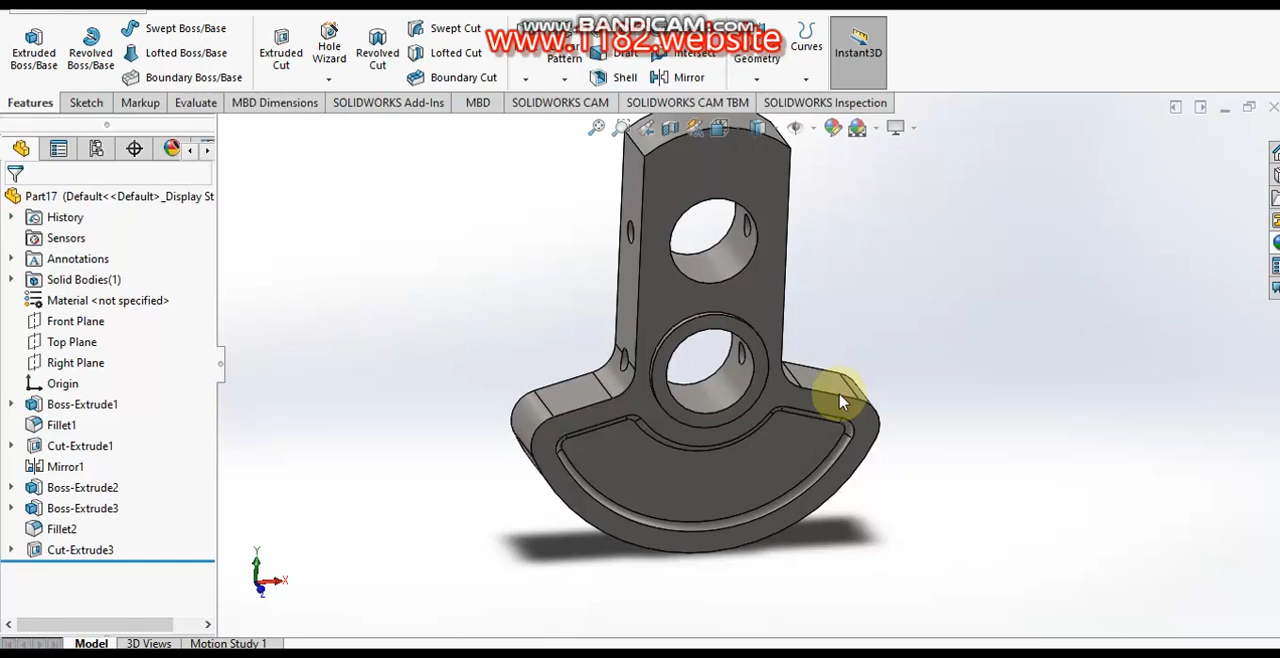 www.BANDICAM.com
www.1182.website
Extruded Boss/Base
Revolved Boss/Base
Swept Boss/Base
Lofted Boss/Base
Boundary Boss/Base
Extruded Cut
Hole Wizard
Revolved Cut
Swept Cut
Lofted Cut
Boundary Cut
Pattern
Draft
Intersect
Shell
Mirror
Geometry
Curves
Instant3D
Features
Sketch
Markup
Evaluate
MBD Dimensions
SOLIDWORKS Add-Ins
MBD
SOLIDWORKS CAM
SOLIDWORKS CAM TBM
SOLIDWORKS Inspection
Part17 (Default<<Default>_Display St
History
Sensors
Annotations
Solid Bodies(1)
Material <not specified>
Front Plane
Top Plane
Right Plane
Origin
Boss-Extrude1
Fillet1
Cut-Extrude1
Mirror1
Boss-Extrude2
Boss-Extrude3
Fillet2
Cut-Extrude3
Y
X
Z
Model
3D Views
Motion Study 1